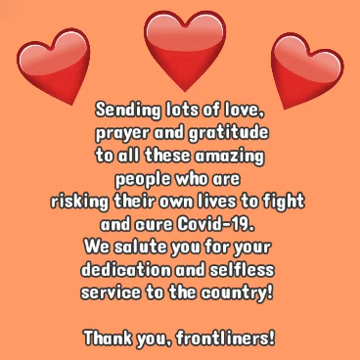 Sending lots of love,
prayer and gratitude
to all these amazing
people who are
risking their own lives to fight
and cure Covid-19.
We salute you for your
dedication and selfless
service to the country!
Thank you, frontliners!